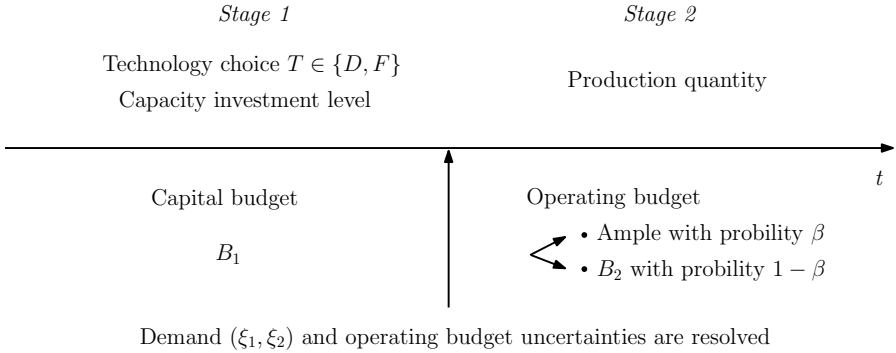 Stage 1
Stage 2
Technology choice T ∈ {D, F}
Capacity investment level
Production quantity
t
Capital budget
Operating budget
B₁
• Ample with probility β
• B₂ with probility 1 − β
Demand (ξ₁, ξ₂) and operating budget uncertainties are resolved